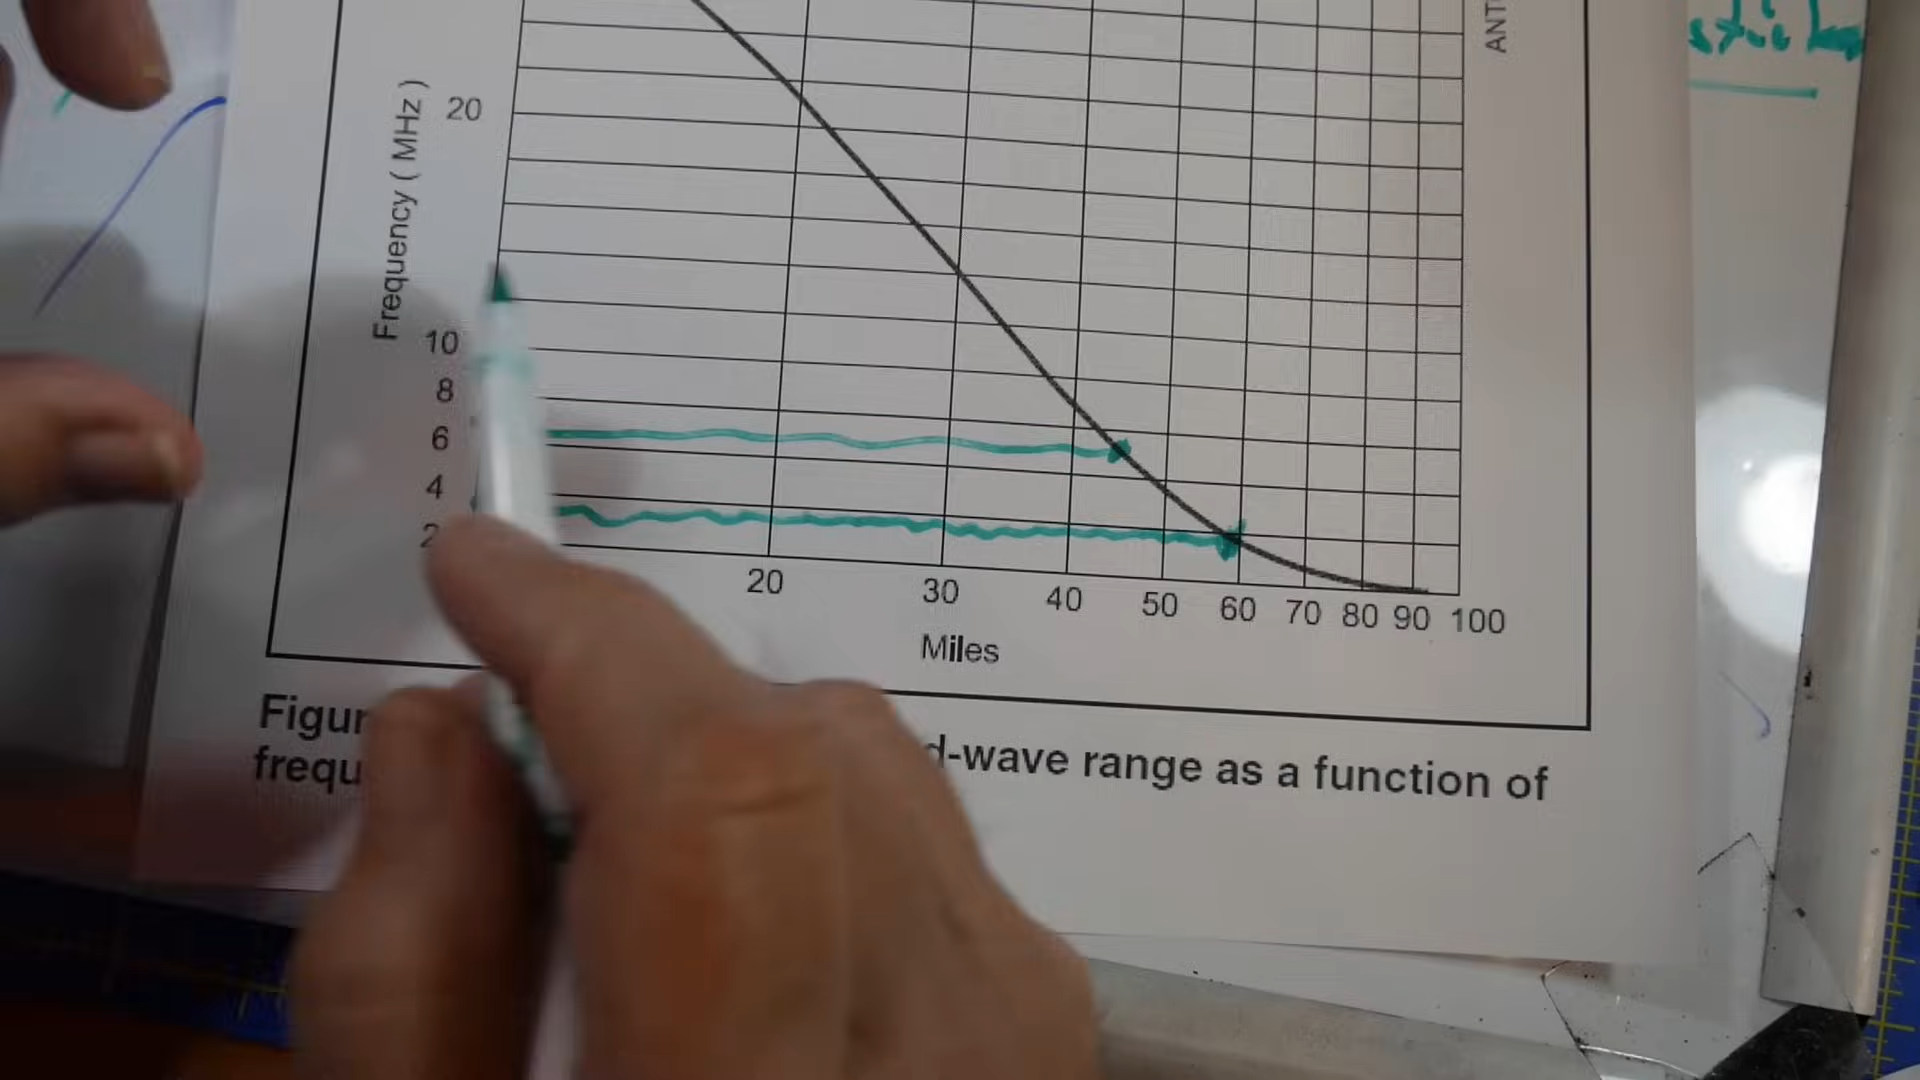 ANT
Frequency ( MHz )
20
10
8
6
4
2
20 30 40 50 60 70 80 90 100
Miles
Figur d-wave range as a function of
frequ